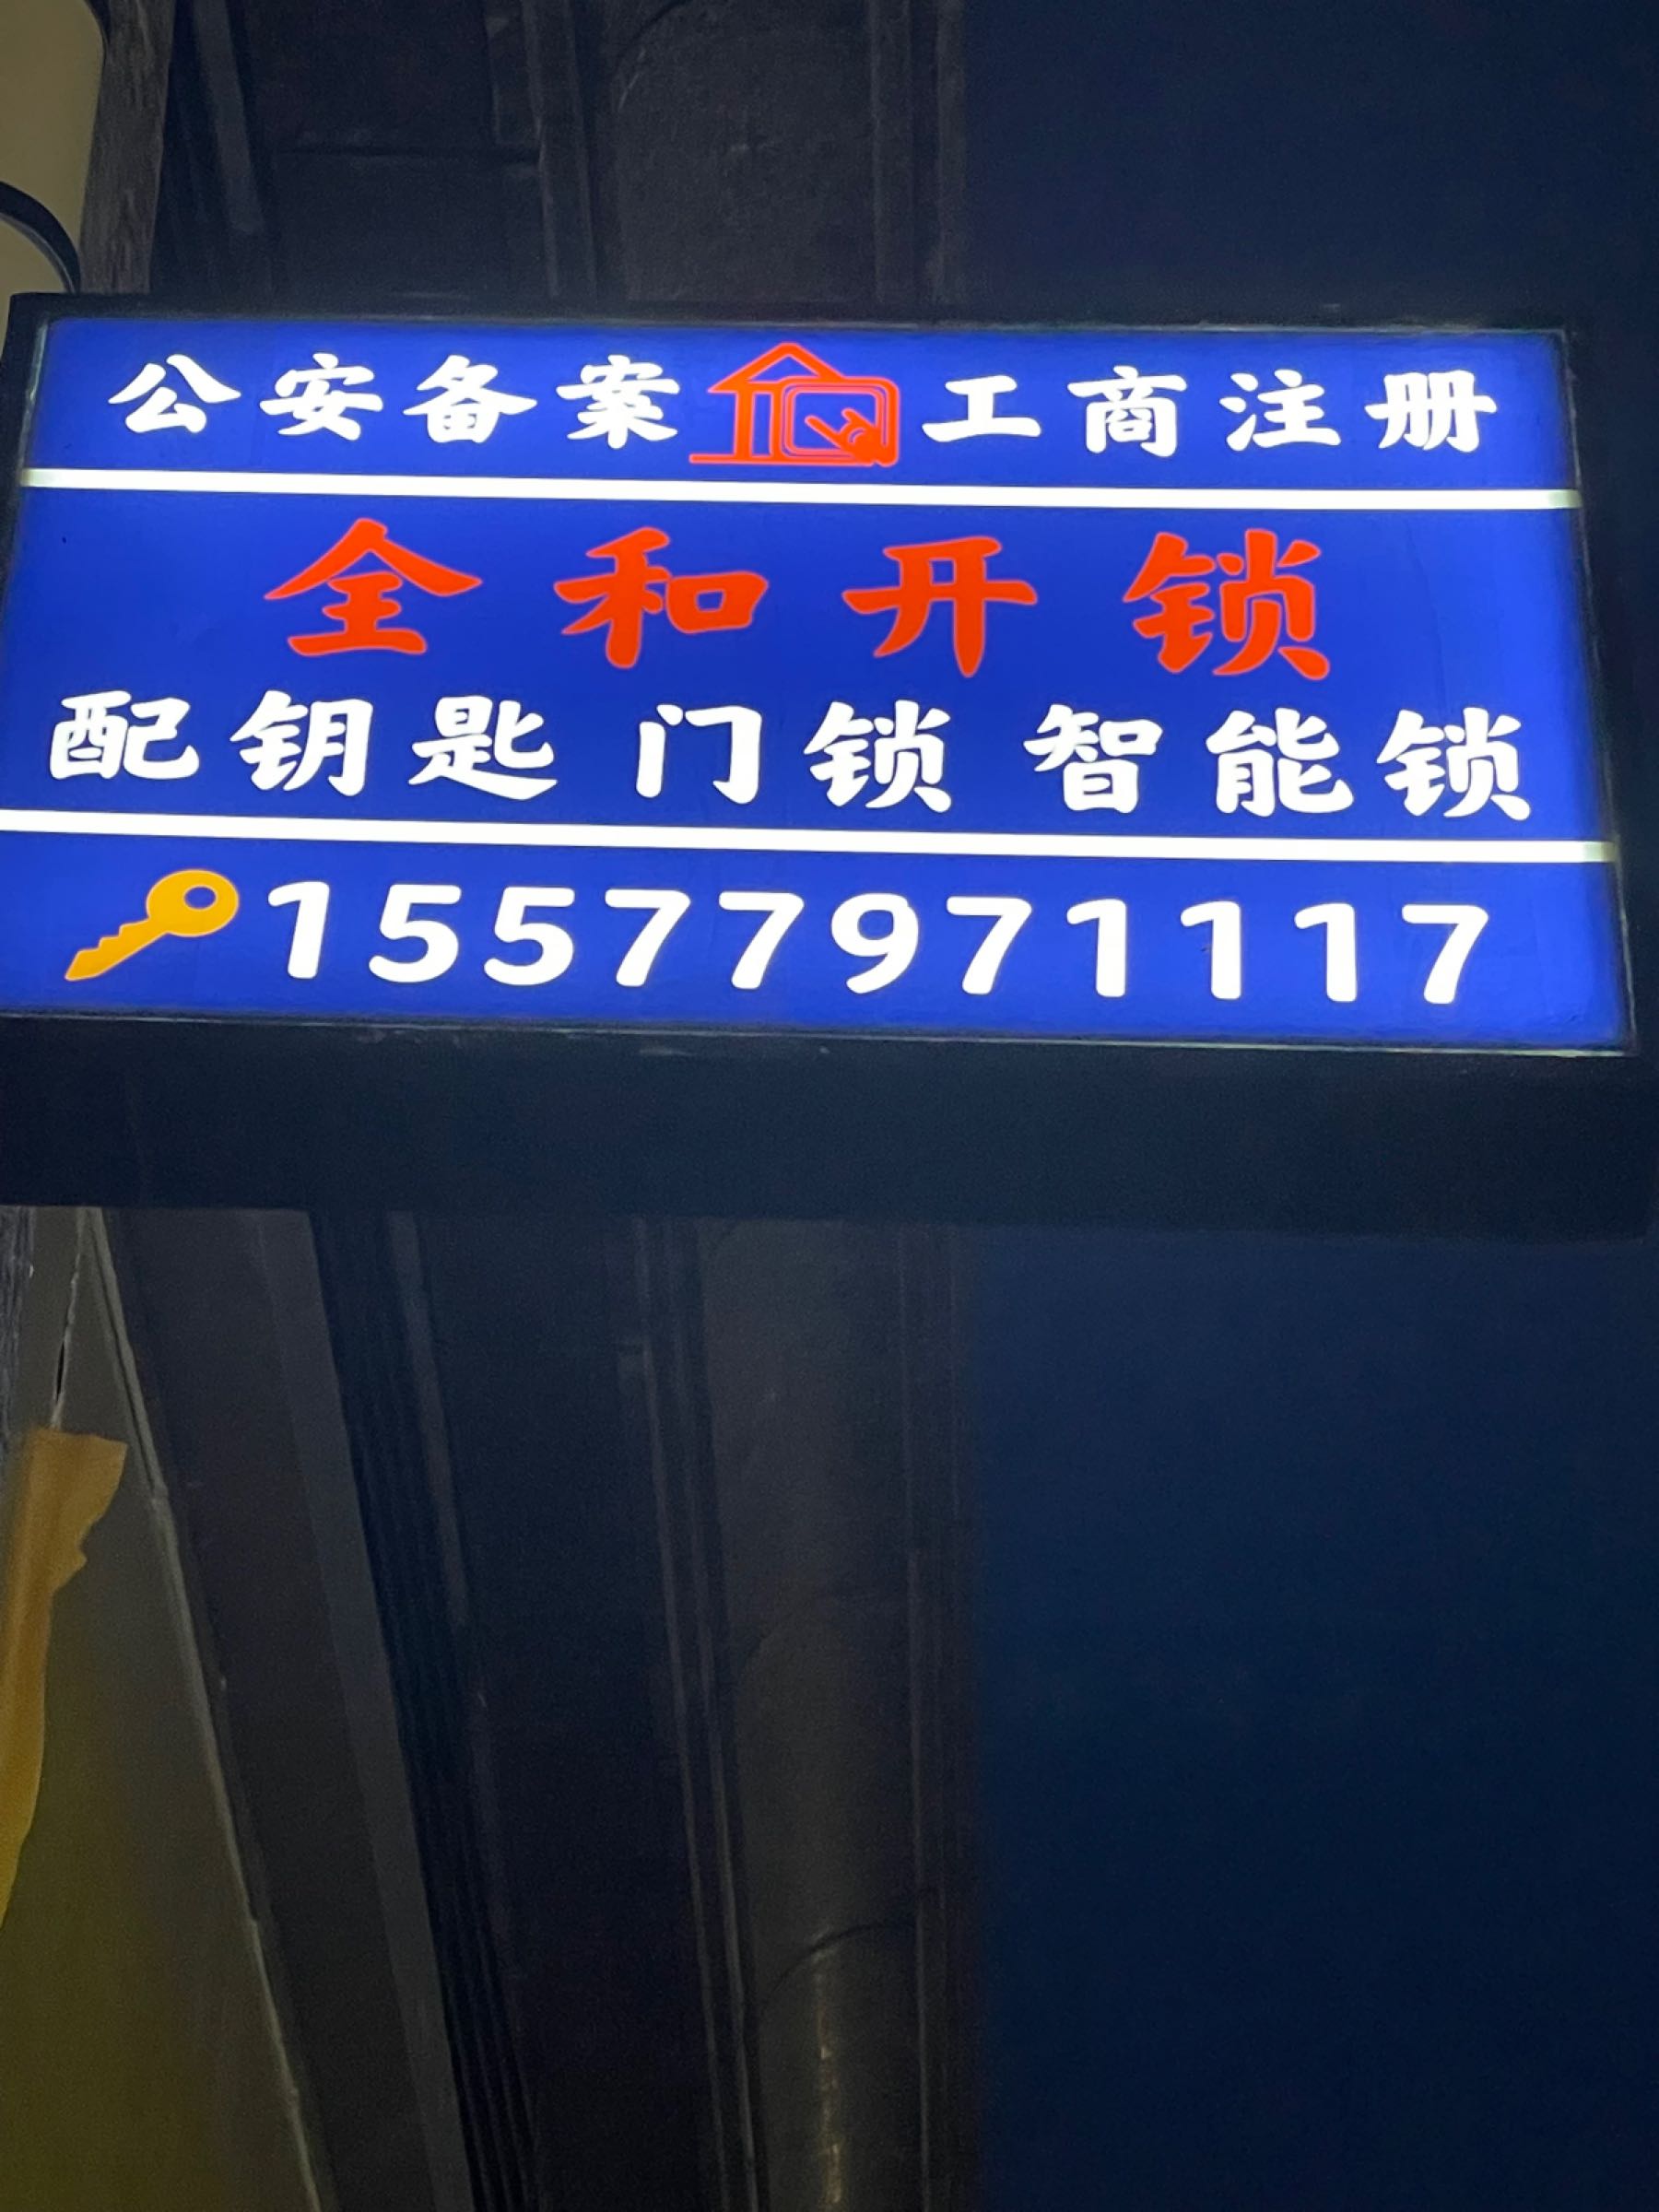 公安备案 工商注册
全和开锁
配钥匙 门锁 智能锁
15577971117